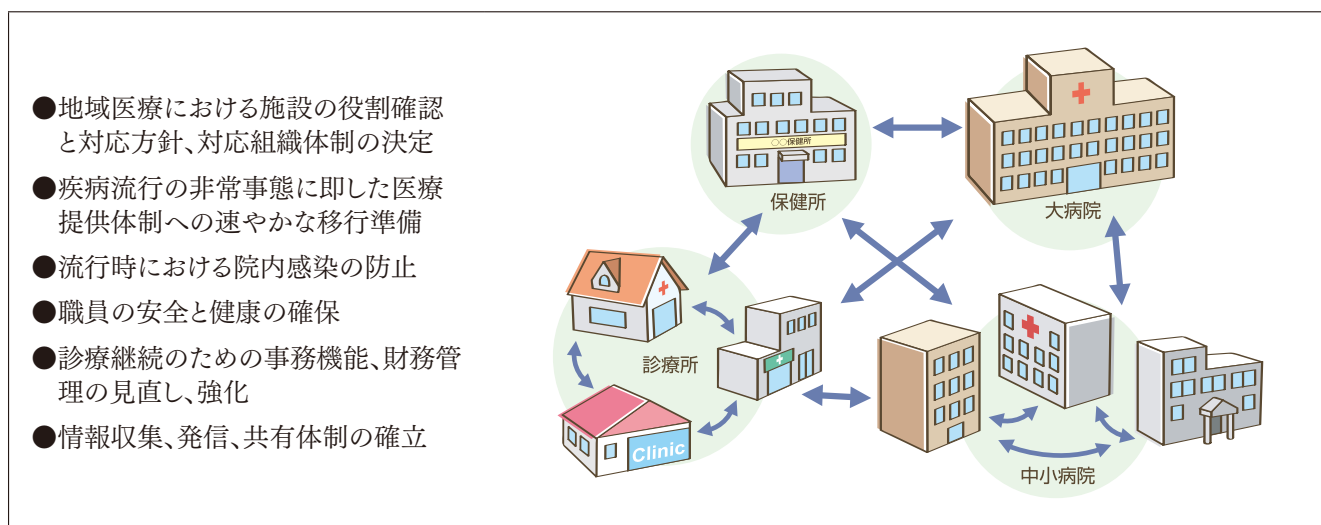 ●地域医療における施設の役割確認
と対応方針、対応組織体制の決定
●疾病流行の非常事態に即した医療
提供体制への速やかな移行準備
●流行時における院内感染の防止
●職員の安全と健康の確保
●診療継続のための事務機能、財務管
理の見直し、強化
●情報収集、発信、共有体制の確立
○○保健所
保健所
大病院
診療所
Clinic
中小病院